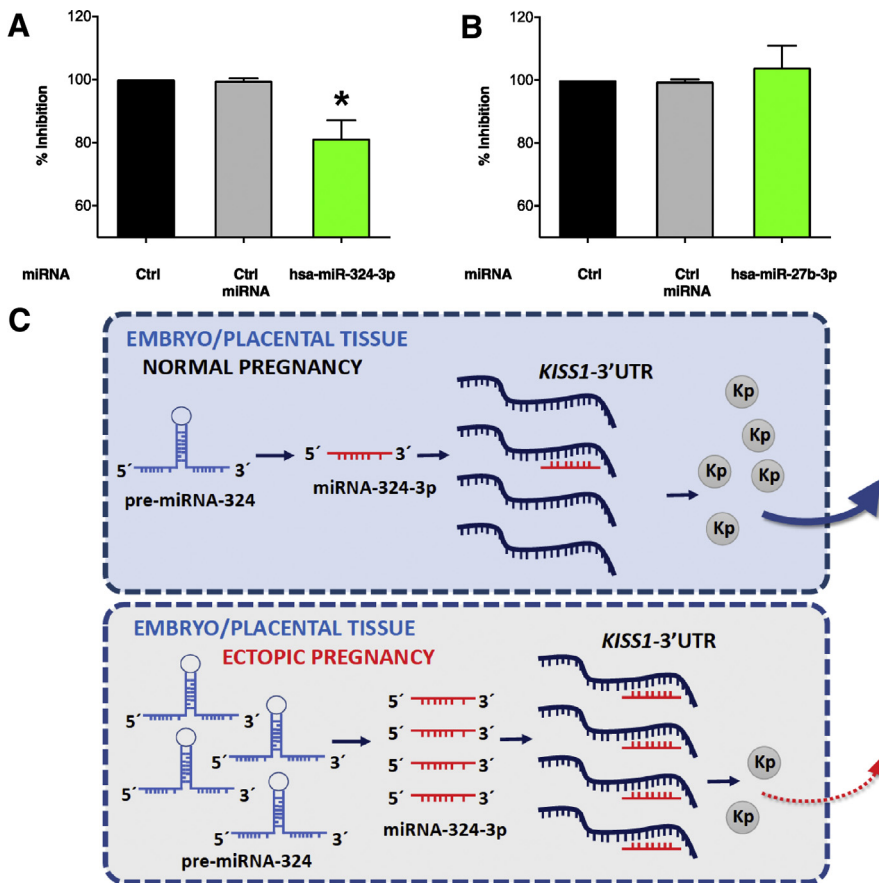 A
120
100
80
60
% Inhibition
*
miRNA
Ctrl
Ctrl
miRNA
hsa-miR-324-3p
B
120
100
80
60
% Inhibition
miRNA
Ctrl
Ctrl
miRNA
hsa-miR-27b-3p
C
EMBRYO/PLACENTAL TISSUE
NORMAL PREGNANCY
KISS1-3’UTR
5´ 3´
pre-miRNA-324
5´ 3´
miRNA-324-3p
Kp
Kp
Kp
Kp
Kp
EMBRYO/PLACENTAL TISSUE
ECTOPIC PREGNANCY
KISS1-3’UTR
5´ 3´
5´ 3´
5´ 3´
5´ 3´
pre-miRNA-324
5´ 3´
5´ 3´
5´ 3´
5´ 3´
miRNA-324-3p
Kp
Kp